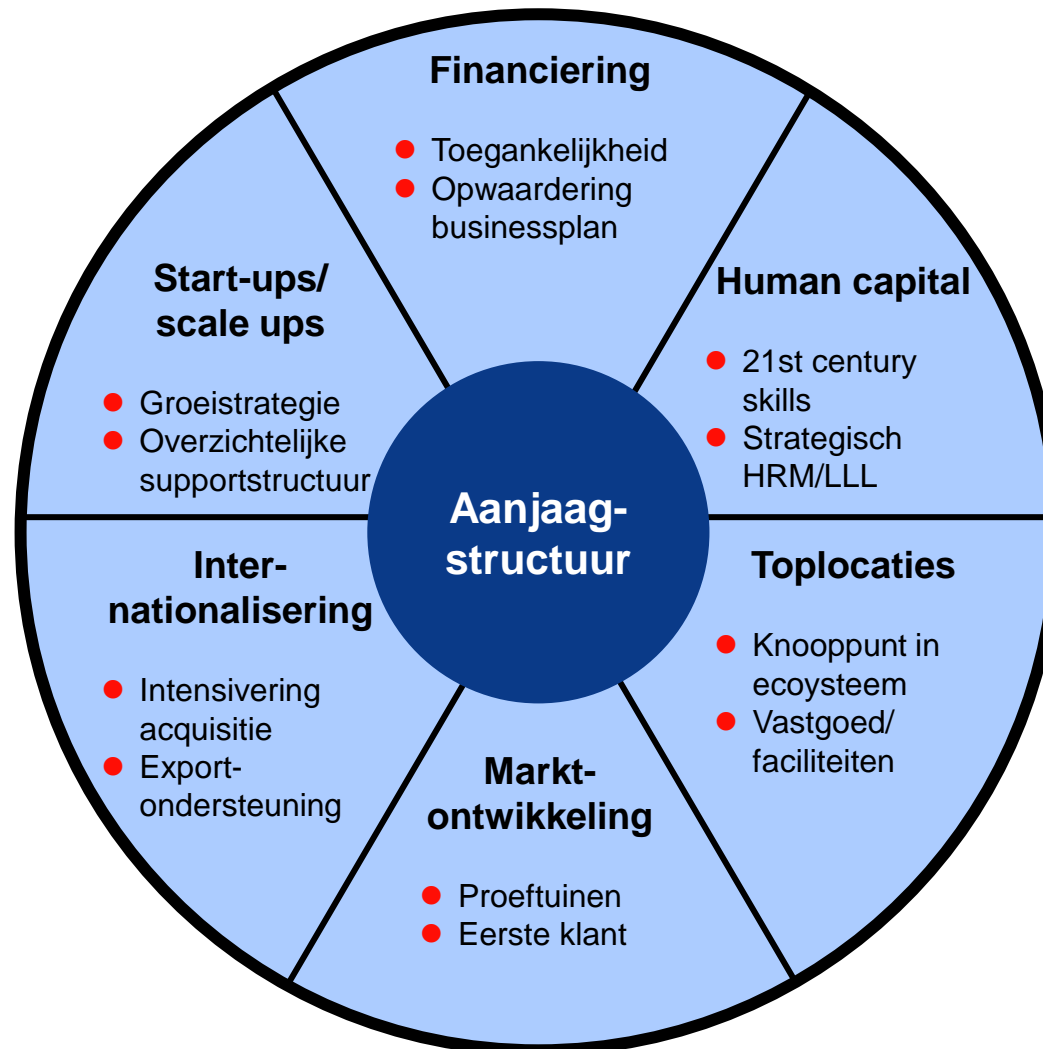 Financiering
Toegankelijkheid
Opwaardering
businessplan
Human capital
21st century
skills
Strategisch
HRM/LLL
Toplocaties
Knooppunt in
ecoysteem
Vastgoed/
faciliteiten
Markt-
ontwikkeling
Proeftuinen
Eerste klant
Inter-
nationalisering
Intensivering
acquisitie
Export-
ondersteuning
Start-ups/
scale ups
Groeistrategie
Overzichtelijke
supportstructuur
Aanjaag-
structuur